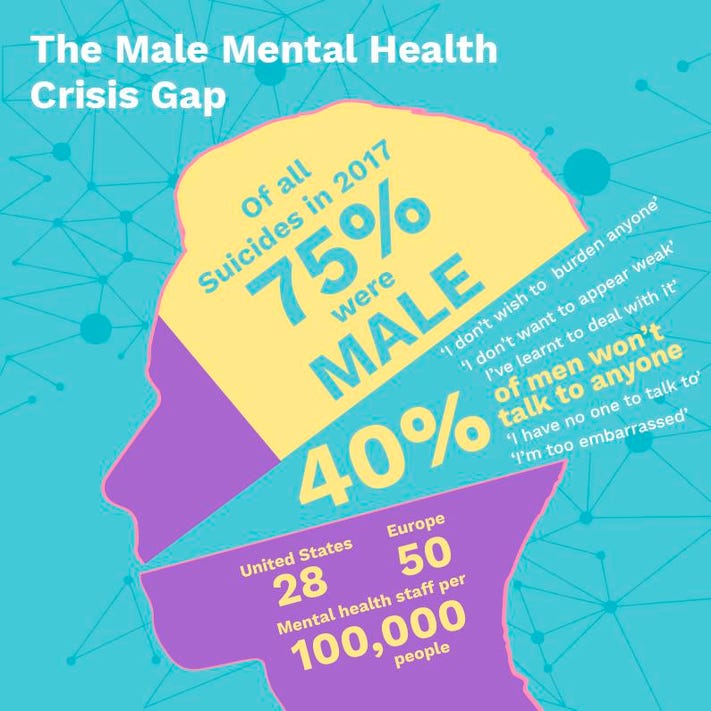 The Male Mental Health
Crisis Gap
Of all
Suicides in 2017
75%
were
MALE
'I don't wish to burden anyone'
'I don't want to appear weak'
I've learnt to deal with it'
40%
of men won't
talk to anyone
'I have no one to talk to'
'I'm too embarrassed'
United States
28
Europe
50
Mental health staff per
100,000
people